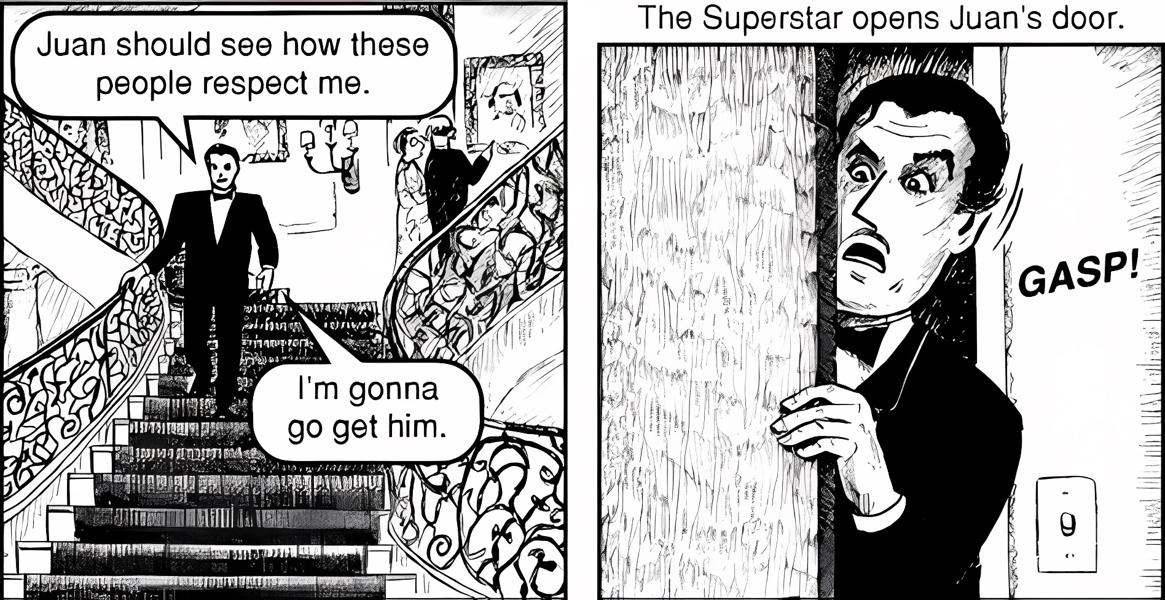 Juan should see how these
people respect me.
I'm gonna
go get him.
The Superstar opens Juan's door.
GASP!